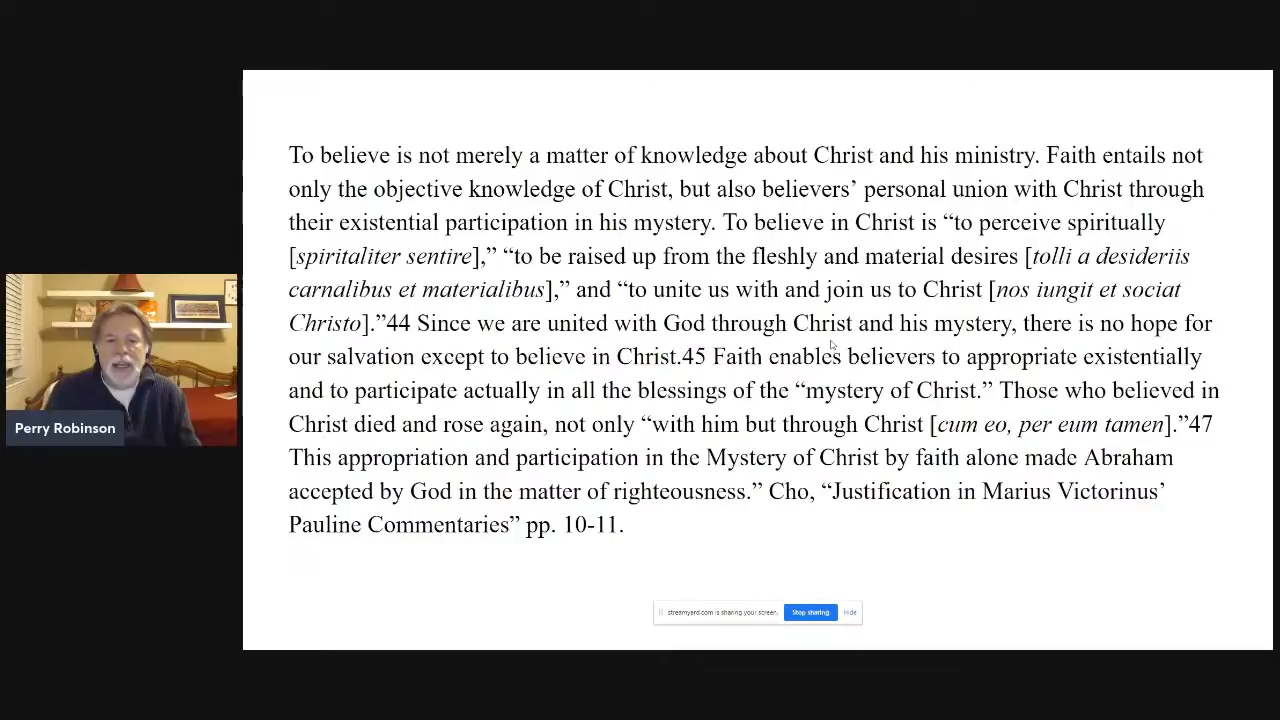 To believe is not merely a matter of knowledge about Christ and his ministry. Faith entails not
only the objective knowledge of Christ, but also believers’ personal union with Christ through
their existential participation in his mystery. To believe in Christ is “to perceive spiritually
[spiritaliter sentire],” “to be raised up from the fleshly and material desires [tolli a desideriis
carnalibus et materialibus],” and “to unite us with and join us to Christ [nos iungit et sociat
Christo].”44 Since we are united with God through Christ and his mystery, there is no hope for
our salvation except to believe in Christ.45 Faith enables believers to appropriate existentially
and to participate actually in all the blessings of the “mystery of Christ.” Those who believed in
Christ died and rose again, not only “with him but through Christ [cum eo, per eum tamen].”47
This appropriation and participation in the Mystery of Christ by faith alone made Abraham
accepted by God in the matter of righteousness.” Cho, “Justification in Marius Victorinus’
Pauline Commentaries” pp. 10-11.
Perry Robinson
streamyard.com is sharing your screen. Stop sharing Hide